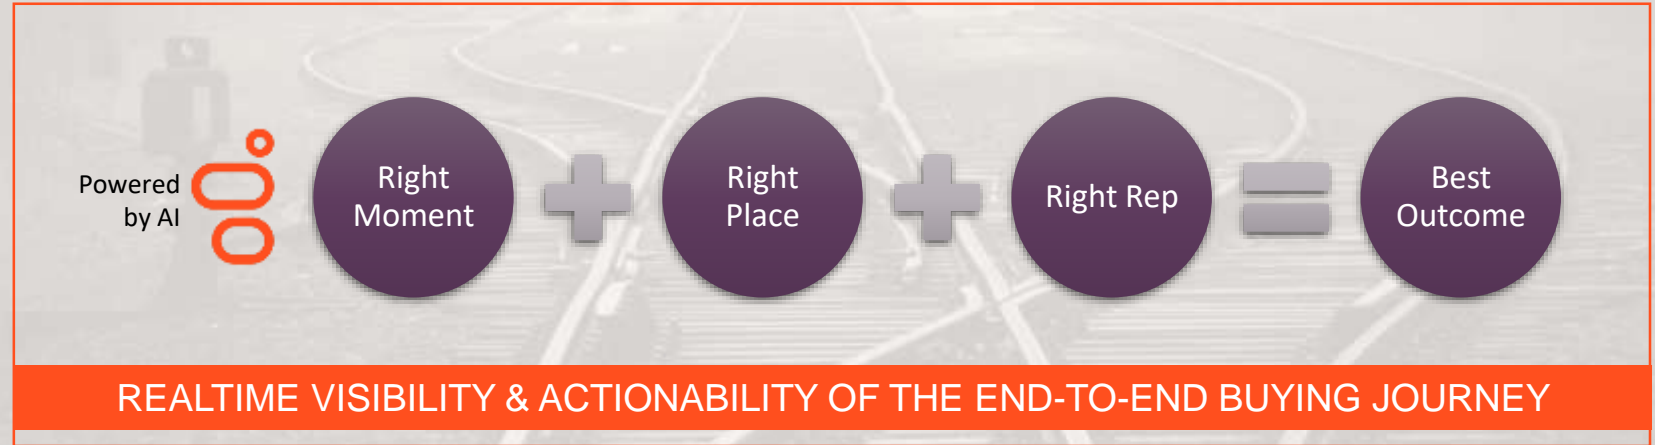 Powered
by AI
Right
Moment
Right
Place
Right Rep
Best
Outcome
REALTIME VISIBILITY & ACTIONABILITY OF THE END-TO-END BUYING JOURNEY